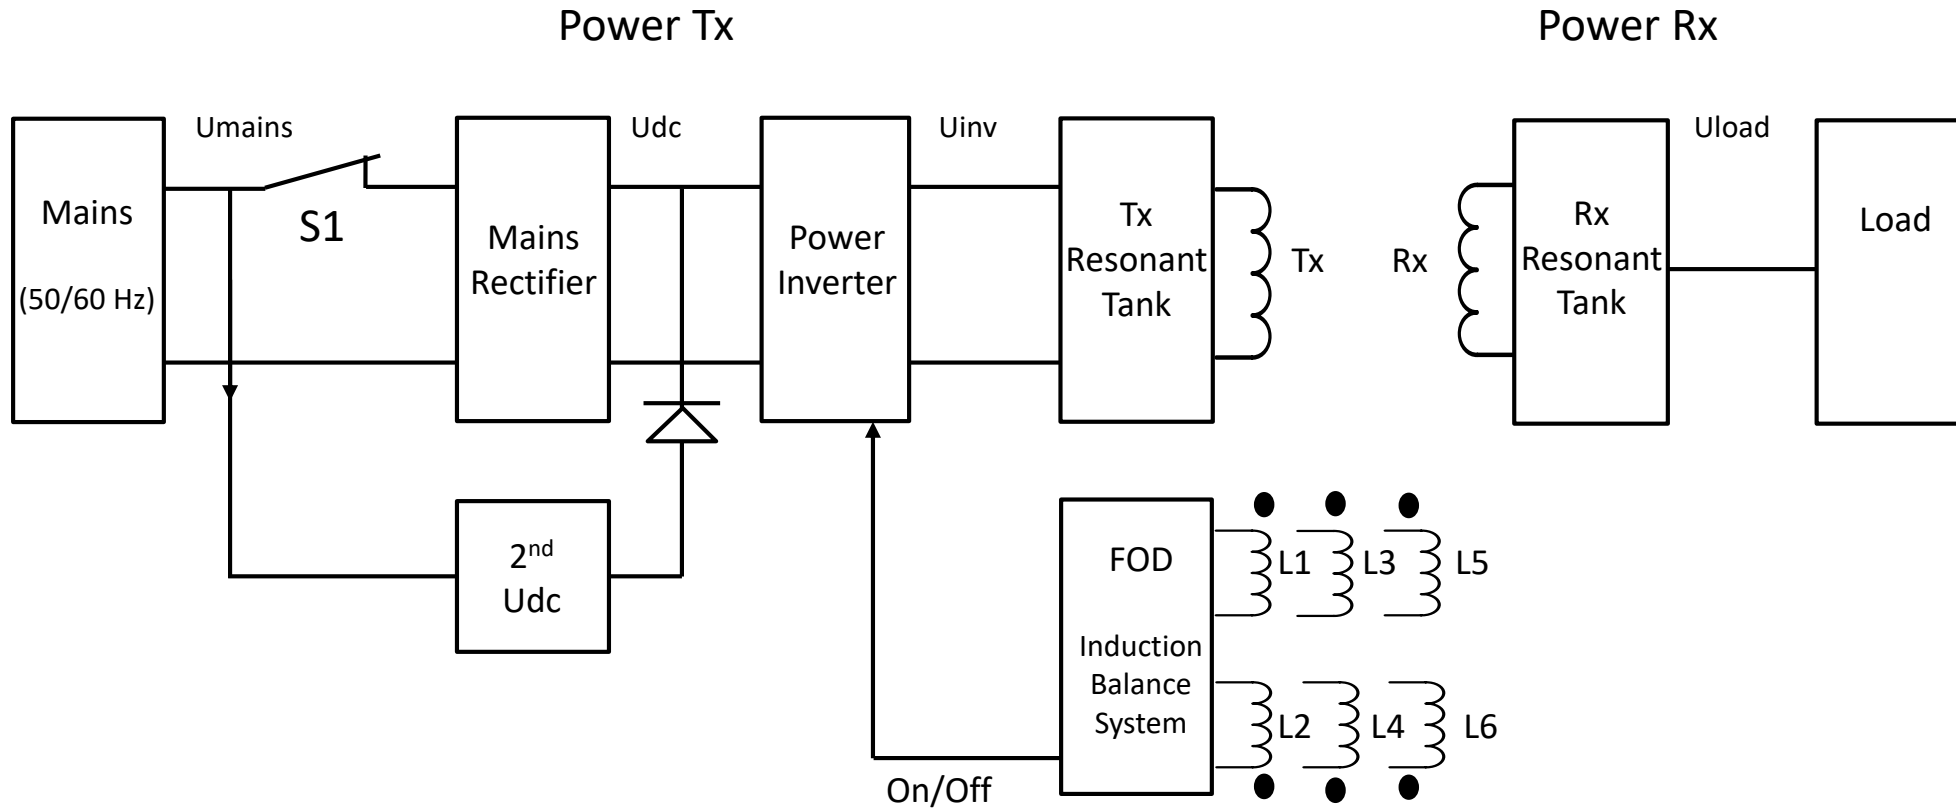 Power Tx
Power Rx
Umains
Udc
Uinv
Uload
Mains
(50/60 Hz)
S1
Mains
Rectifier
Power
Inverter
Tx
Resonant
Tank
Tx
Rx
Rx
Resonant
Tank
Load
2nd
Udc
FOD
Induction
Balance
System
L1
L3
L5
L2
L4
L6
On/Off